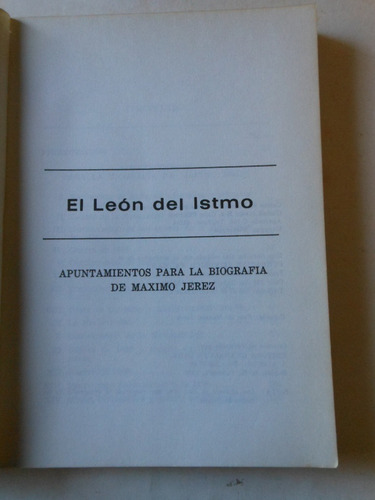 El León del Istmo
APUNTAMIENTOS PARA LA BIOGRAFIA
DE MAXIMO JEREZ